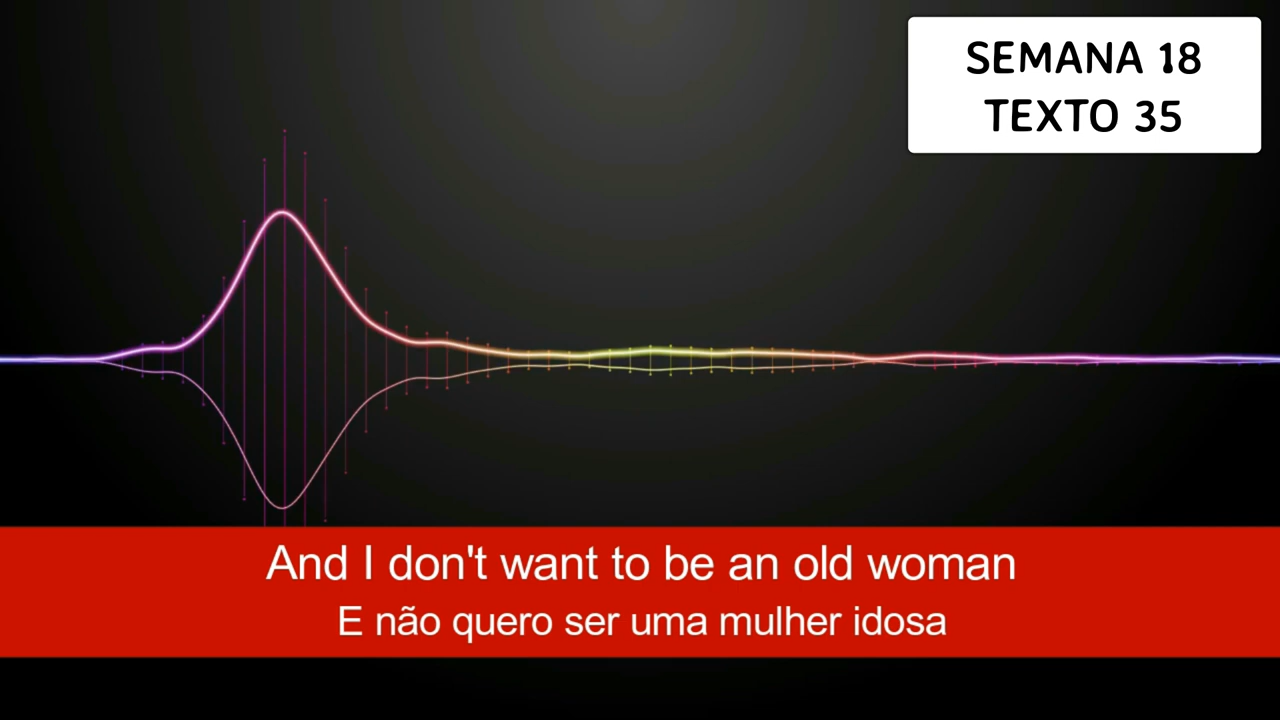 SEMANA 18
TEXTO 35
And I don't want to be an old woman
E não quero ser uma mulher idosa